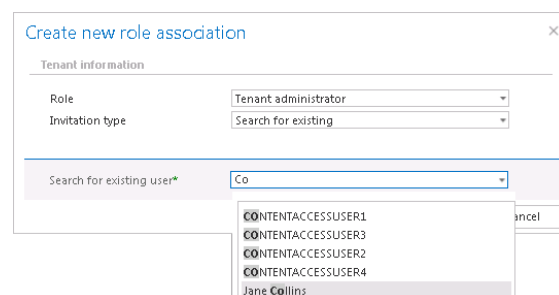 Create new role association
Tenant information
Role Tenant administrator
Invitation type Search for existing
Search for existing user* Co
CONTENTACCESSUSER1
CONTENTACCESSUSER3
CONTENTACCESSUSER2
CONTENTACCESSUSER4
Jane Collins